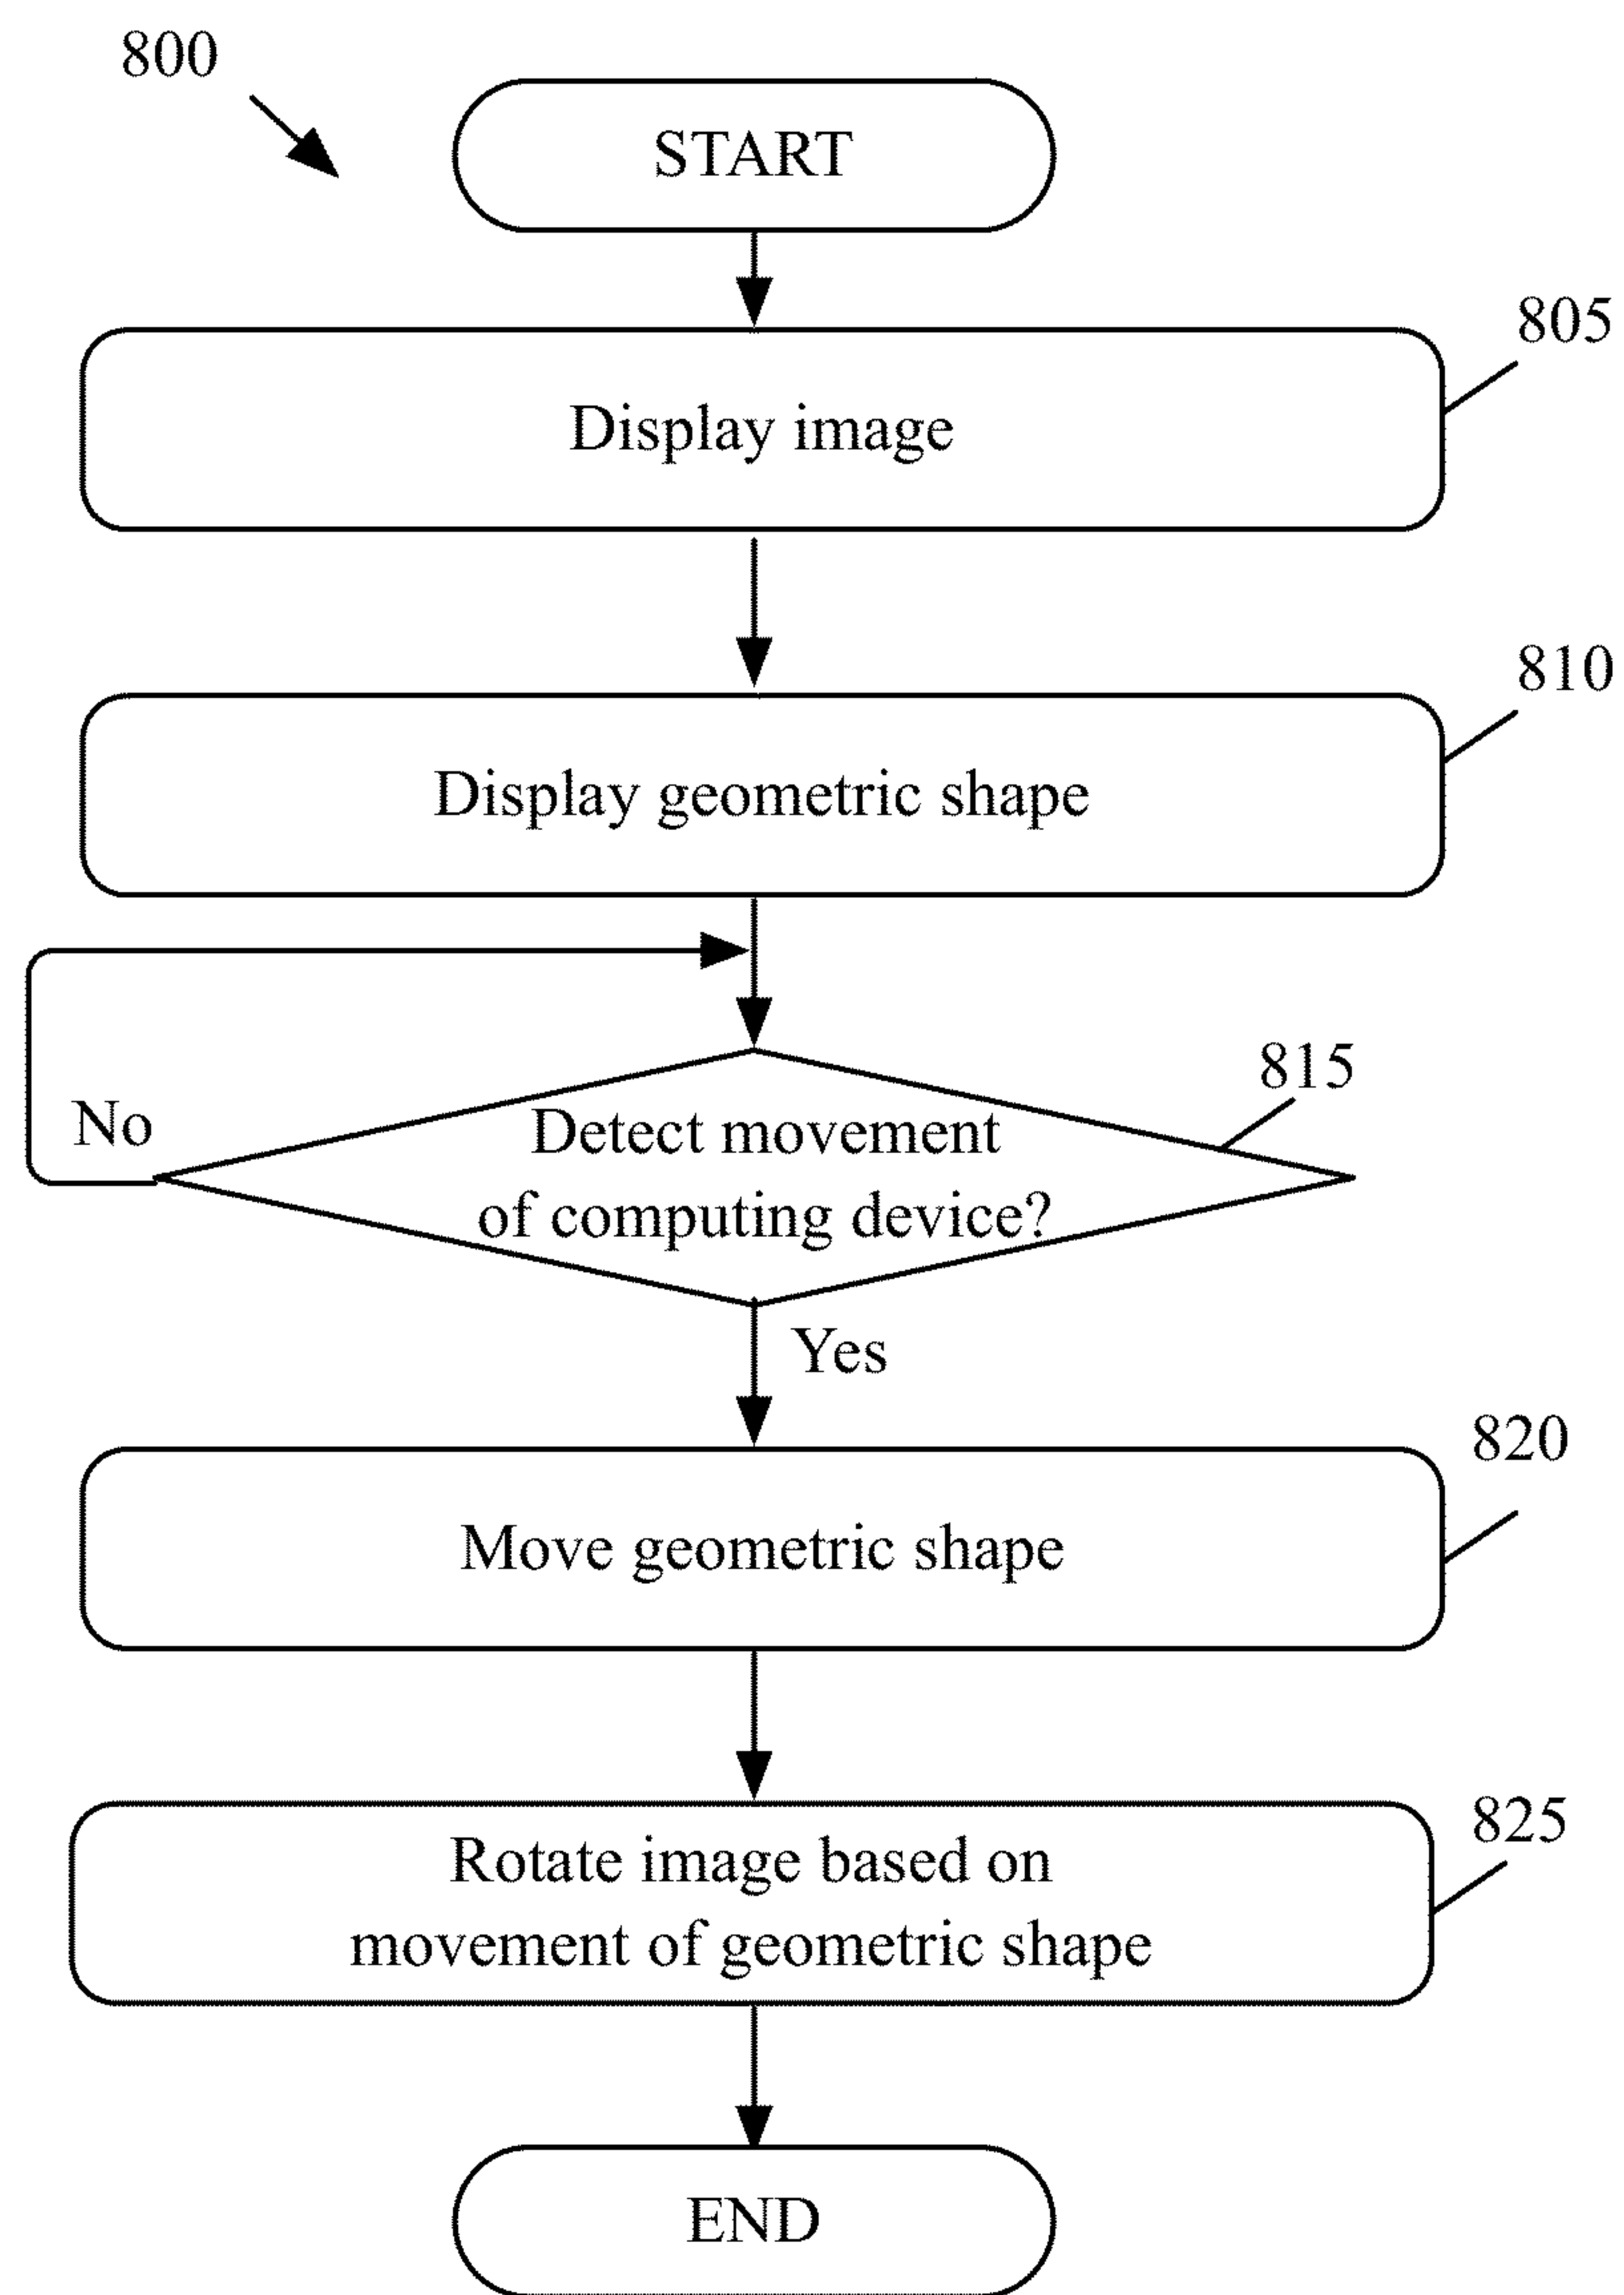 800
START
805
Display image
810
Display geometric shape
815
No
Detect movement
of computing device?
Yes
820
Move geometric shape
825
Rotate image based on
movement of geometric shape
END